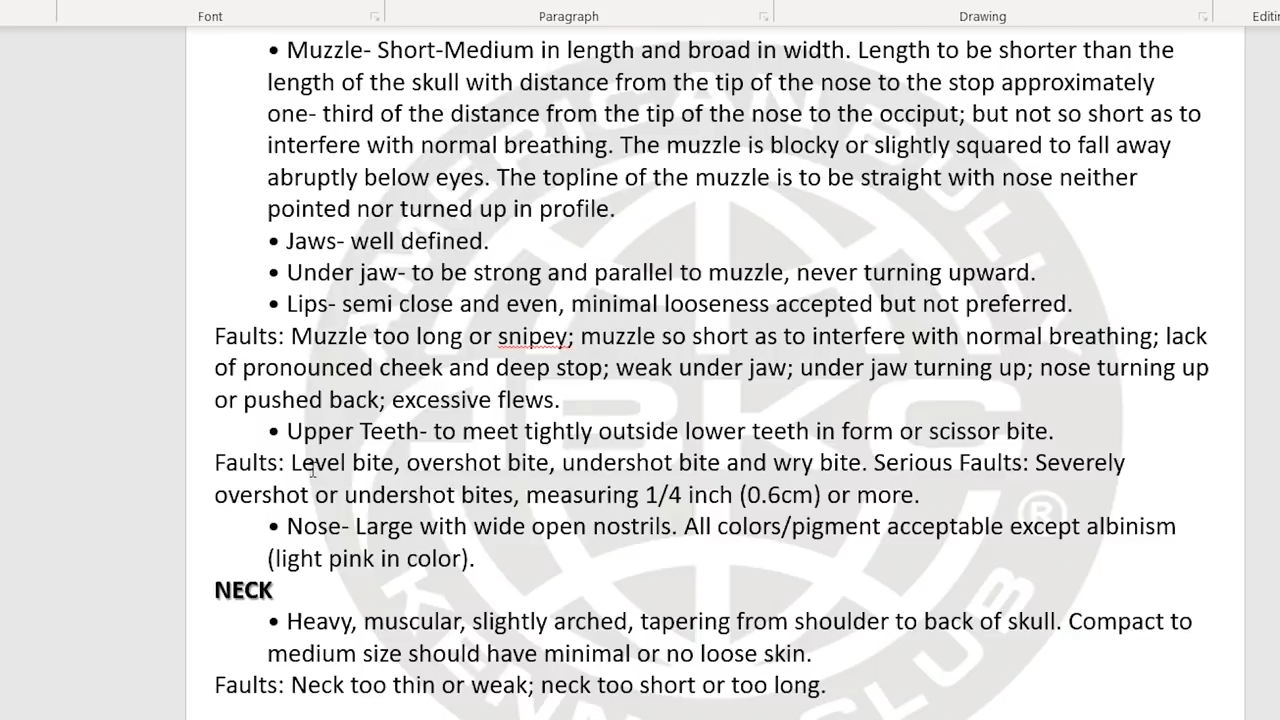 Font Paragraph Drawing Editin
• Muzzle- Short-Medium in length and broad in width. Length to be shorter than the
length of the skull with distance from the tip of the nose to the stop approximately
one- third of the distance from the tip of the nose to the occiput; but not so short as to
interfere with normal breathing. The muzzle is blocky or slightly squared to fall away
abruptly below eyes. The topline of the muzzle is to be straight with nose neither
pointed nor turned up in profile.
• Jaws- well defined.
• Under jaw- to be strong and parallel to muzzle, never turning upward.
• Lips- semi close and even, minimal looseness accepted but not preferred.
Faults: Muzzle too long or snipey; muzzle so short as to interfere with normal breathing; lack
of pronounced cheek and deep stop; weak under jaw; under jaw turning up; nose turning up
or pushed back; excessive flews.
• Upper Teeth- to meet tightly outside lower teeth in form or scissor bite.
Faults: Level bite, overshot bite, undershot bite and wry bite. Serious Faults: Severely
overshot or undershot bites, measuring 1/4 inch (0.6cm) or more.
• Nose- Large with wide open nostrils. All colors/pigment acceptable except albinism
(light pink in color).
NECK
• Heavy, muscular, slightly arched, tapering from shoulder to back of skull. Compact to
medium size should have minimal or no loose skin.
Faults: Neck too thin or weak; neck too short or too long.
AMERICAN BULLY
BKC
KENNEL CLUB
®